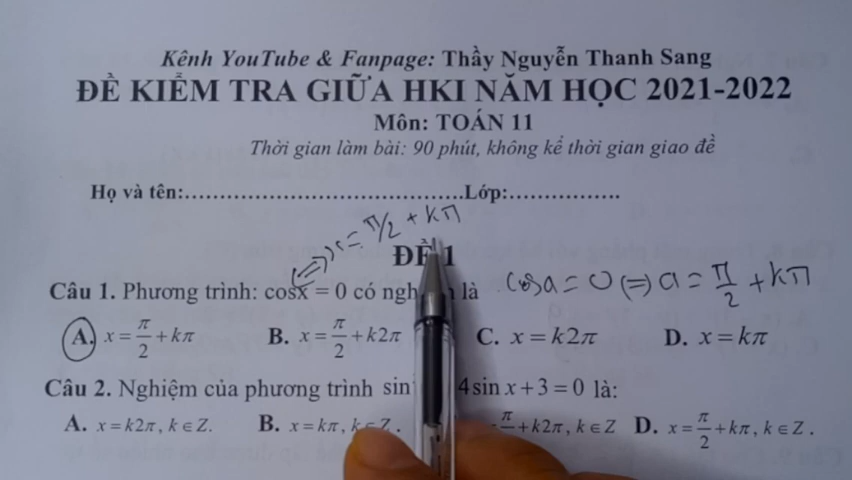 Kênh YouTube & Fanpage: Thầy Nguyễn Thanh Sang
ĐỀ KIỂM TRA GIỮA HKI NĂM HỌC 2021-2022
Môn: TOÁN 11
Thời gian làm bài: 90 phút, không kể thời gian giao đề
Họ và tên:.......................................Lớp:.................
⇔ x = π/2 + kπ
ĐỀ 1
Câu 1. Phương trình: cosx = 0 có là
cos a = 0 ⇔ a = π/2 + kπ
A. x = π/2 + kπ B. x = π/2 + k2π C. x = k2π D. x = kπ
Câu 2. Nghiệm của phương trình sin 4sin x + 3 = 0 là:
A. x = k2π, k ∈ Z. B. x = kπ, k ∈ Z. π/2 + k2π, k ∈ Z D. x = π/2 + kπ, k ∈ Z.